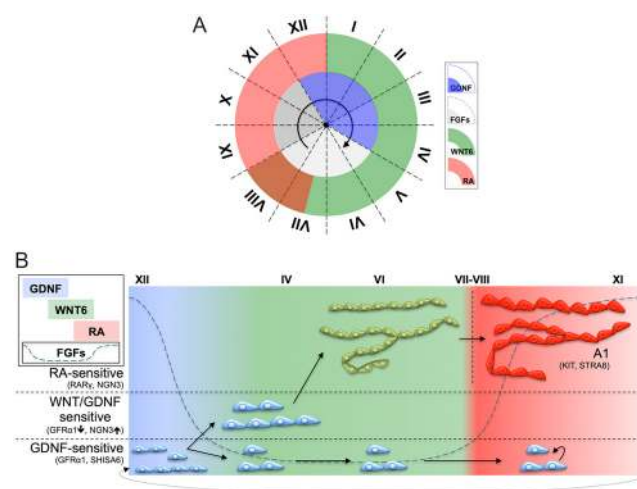 A
XII
I
XI
II
X
III
IX
IV
VIII
V
VII
VI
GDNF
FGFs
WNT6
RA
B
XII
IV
VI
VII-VIII
XI
GDNF
WNT6
RA
FGFs
RA-sensitive
(RARγ, NGN3)
A1
(KIT, STRA8)
WNT/GDNF
sensitive
(GFRα1🡇, NGN3🡅)
GDNF-sensitive
(GFRα1, SHISA6)